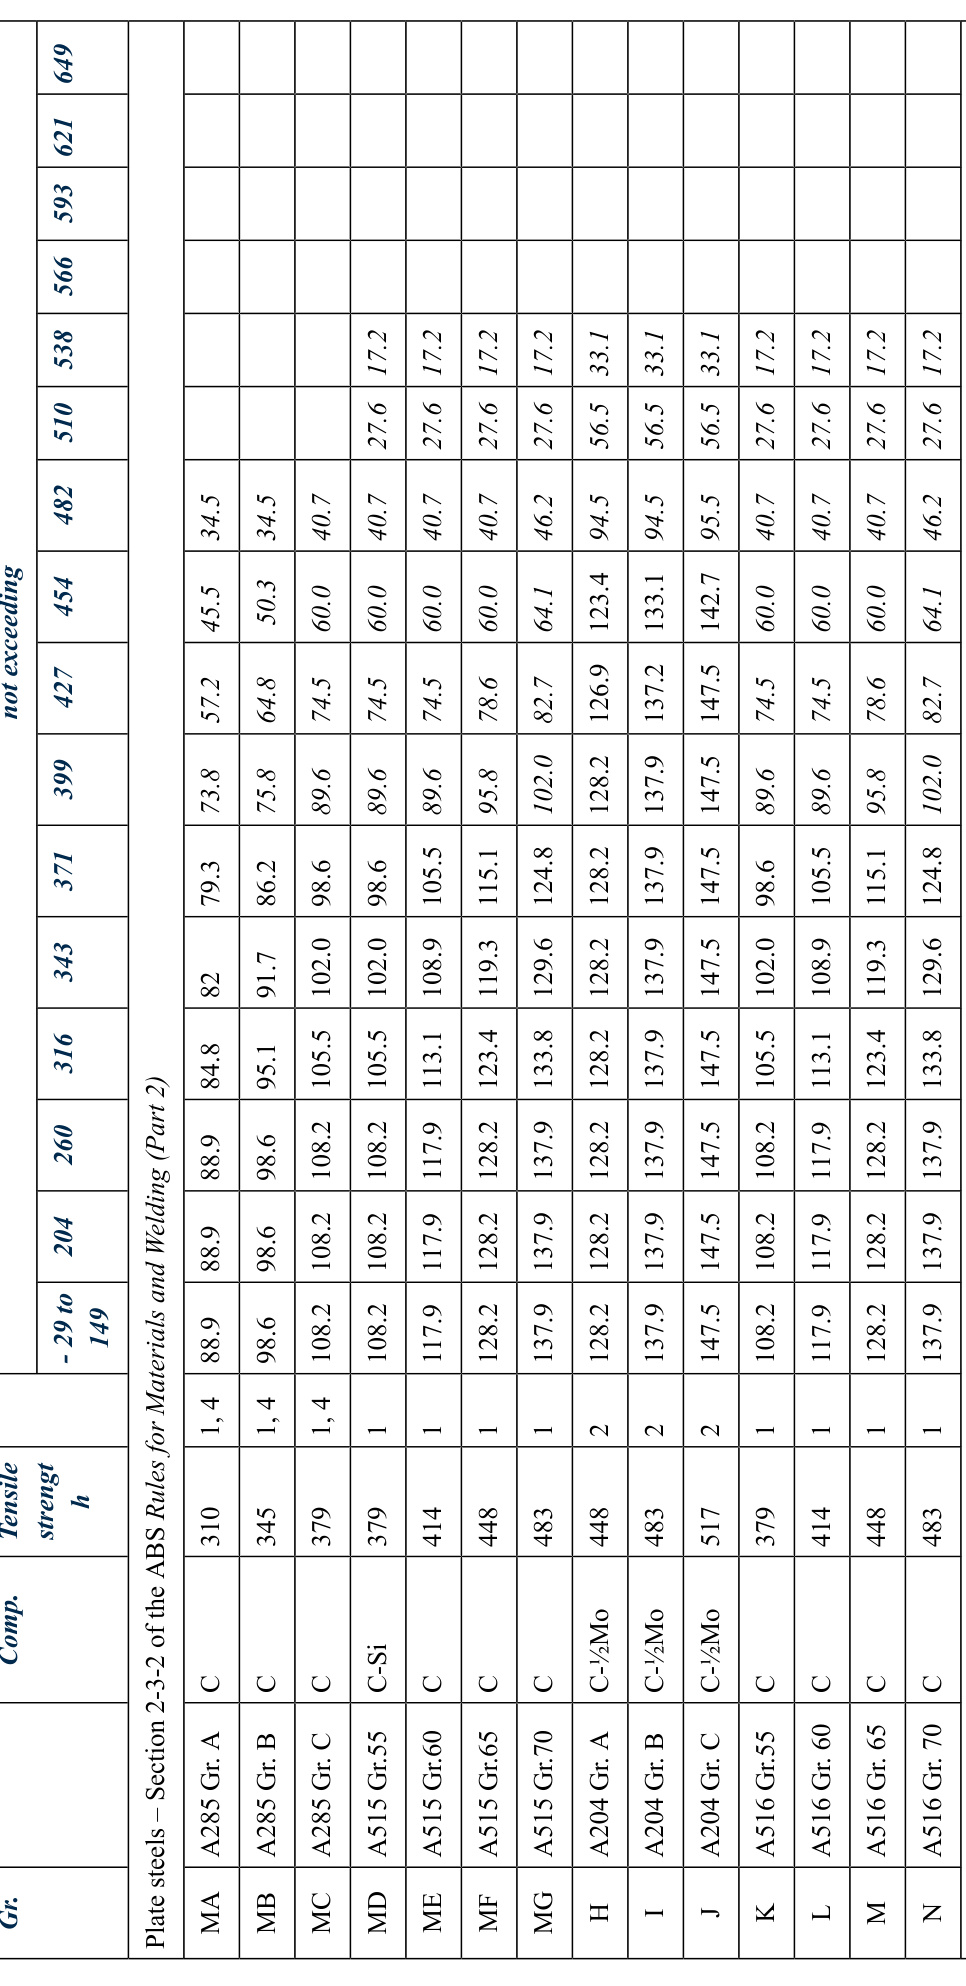 not exceeding
Gr. Comp. Tensile strengt h - 29 to 149 204 260 316 343 371 399 427 454 482 510 538 566 593 621 649
Plate steels – Section 2-3-2 of the ABS Rules for Materials and Welding (Part 2)
MA A285 Gr. A C 310 1, 4 88.9 88.9 88.9 84.8 82 79.3 73.8 57.2 45.5 34.5
MB A285 Gr. B C 345 1, 4 98.6 98.6 98.6 95.1 91.7 86.2 75.8 64.8 50.3 34.5
MC A285 Gr. C C 379 1, 4 108.2 108.2 108.2 105.5 102.0 98.6 89.6 74.5 60.0 40.7
MD A515 Gr.55 C-Si 379 1 108.2 108.2 108.2 105.5 102.0 98.6 89.6 74.5 60.0 40.7 27.6 17.2
ME A515 Gr.60 C 414 1 117.9 117.9 117.9 113.1 108.9 105.5 89.6 74.5 60.0 40.7 27.6 17.2
MF A515 Gr.65 C 448 1 128.2 128.2 128.2 123.4 119.3 115.1 95.8 78.6 60.0 40.7 27.6 17.2
MG A515 Gr.70 C 483 1 137.9 137.9 137.9 133.8 129.6 124.8 102.0 82.7 64.1 46.2 27.6 17.2
H A204 Gr. A C-½Mo 448 2 128.2 128.2 128.2 128.2 128.2 128.2 128.2 126.9 123.4 94.5 56.5 33.1
I A204 Gr. B C-½Mo 483 2 137.9 137.9 137.9 137.9 137.9 137.9 137.9 137.2 133.1 94.5 56.5 33.1
J A204 Gr. C C-½Mo 517 2 147.5 147.5 147.5 147.5 147.5 147.5 147.5 147.5 142.7 95.5 56.5 33.1
K A516 Gr.55 C 379 1 108.2 108.2 108.2 105.5 102.0 98.6 89.6 74.5 60.0 40.7 27.6 17.2
L A516 Gr. 60 C 414 1 117.9 117.9 117.9 113.1 108.9 105.5 89.6 74.5 60.0 40.7 27.6 17.2
M A516 Gr. 65 C 448 1 128.2 128.2 128.2 123.4 119.3 115.1 95.8 78.6 60.0 40.7 27.6 17.2
N A516 Gr. 70 C 483 1 137.9 137.9 137.9 133.8 129.6 124.8 102.0 82.7 64.1 46.2 27.6 17.2